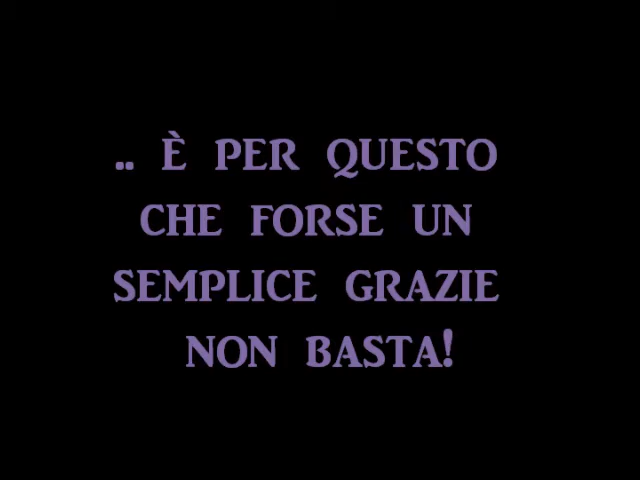 .. È PER QUESTO
CHE FORSE UN
SEMPLICE GRAZIE
NON BASTA!